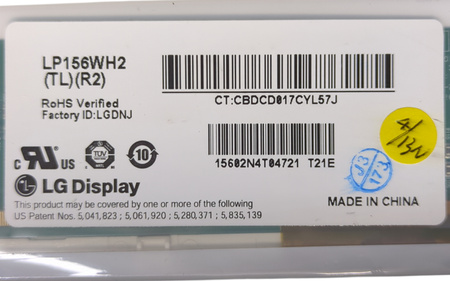 LP156WH2
(TL)(R2)
RoHS Verified
Factory ID:LGDNJ
CT:CBDCD017CYL57J
15602N4T04721 T21E
US
10
LG Display
MADE IN CHINA
This product may be covered by one or more of the following
US Patent Nos. 5,041,823 ; 5,061,920 ; 5,280,371 ; 5,835,139
J3
173